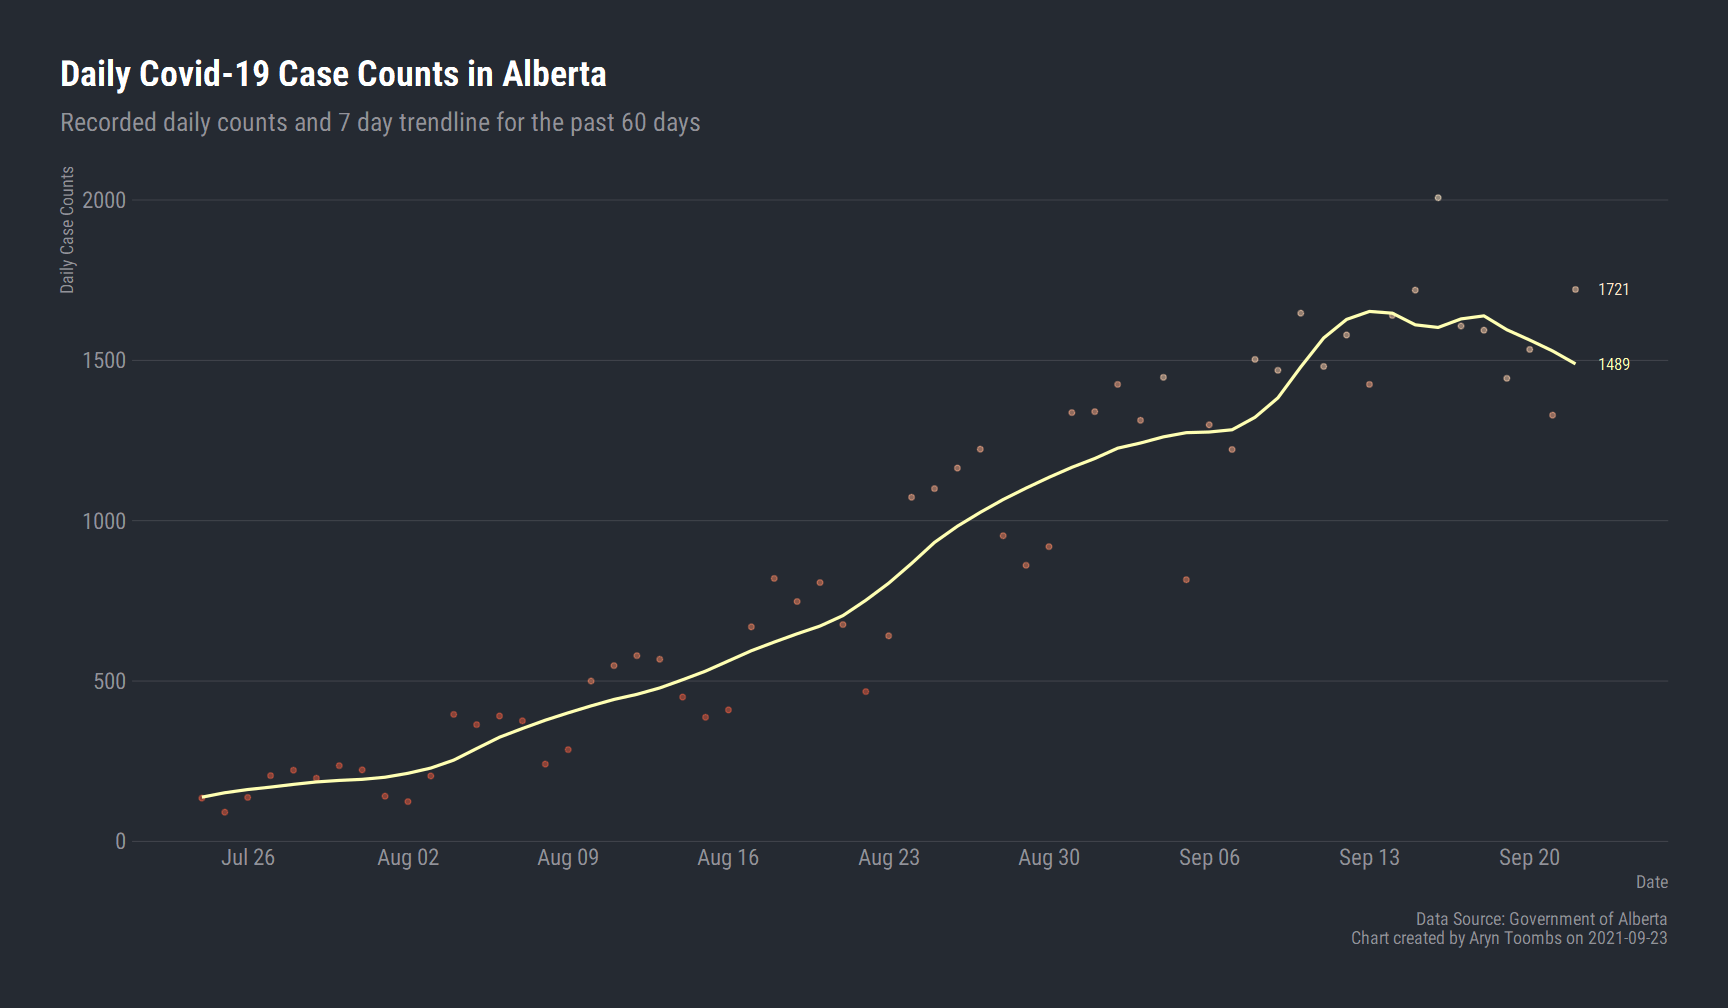 Daily Covid-19 Case Counts in Alberta
Recorded daily counts and 7 day trendline for the past 60 days
Daily Case Counts
2000
1500
1000
500
0
1721
1489
Jul 26
Aug 02
Aug 09
Aug 16
Aug 23
Aug 30
Sep 06
Sep 13
Sep 20
Date
Data Source: Government of Alberta
Chart created by Aryn Toombs on 2021-09-23